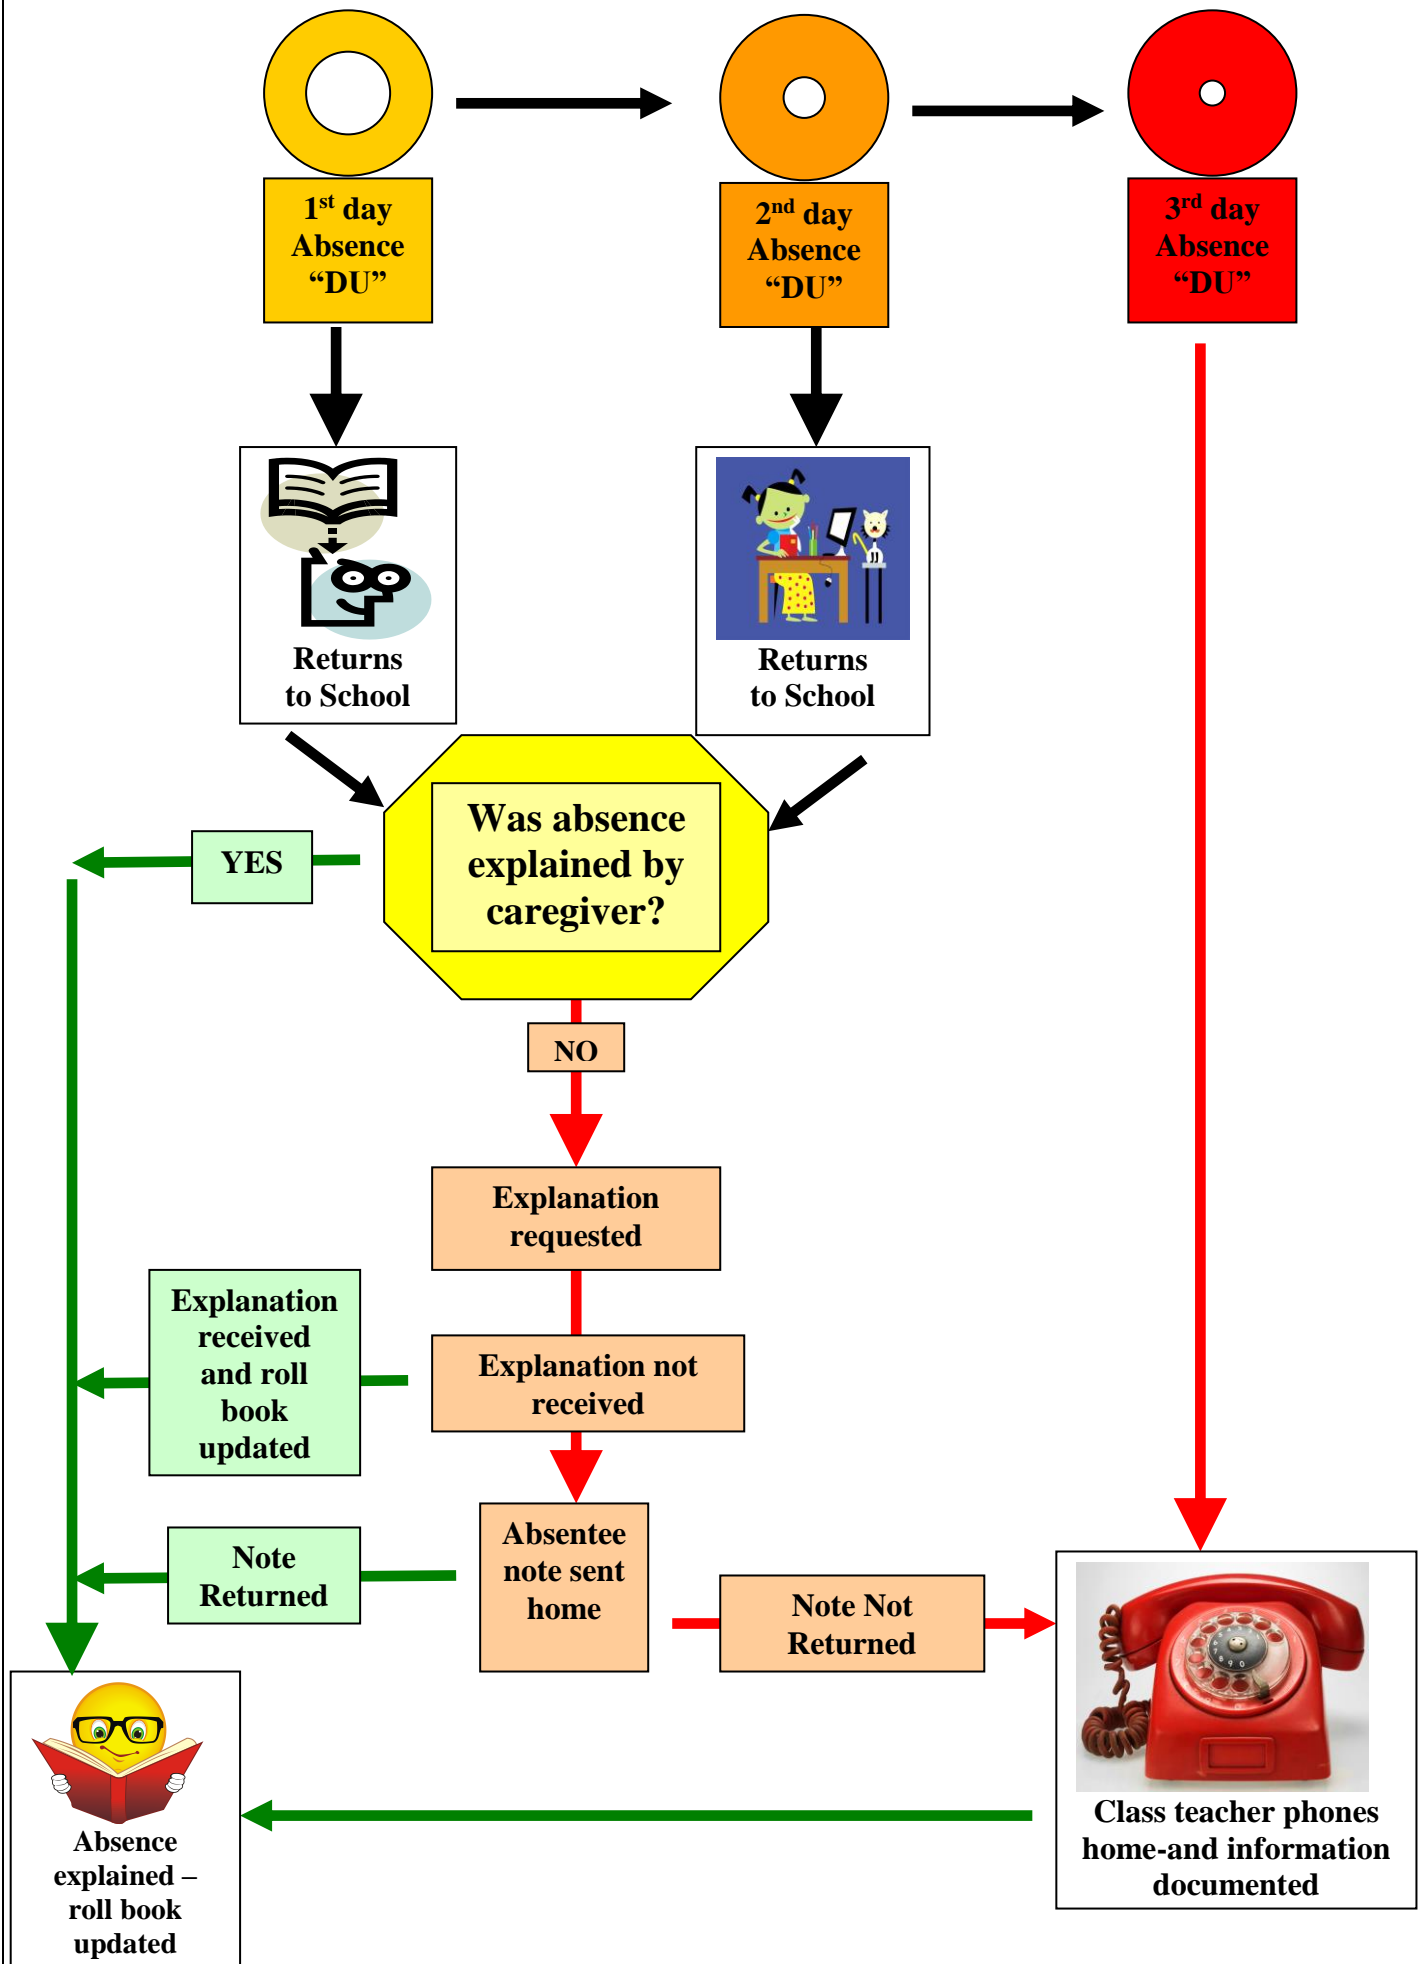 1st day
Absence
“DU”
2nd day
Absence
“DU”
3rd day
Absence
“DU”
Returns
to School
Returns
to School
Was absence
explained by
caregiver?
YES
NO
Explanation
requested
Explanation
received
and roll
book
updated
Explanation not
received
Absentee
note sent
home
Note
Returned
Note Not
Returned
Class teacher phones
home-and information
documented
Absence
explained –
roll book
updated